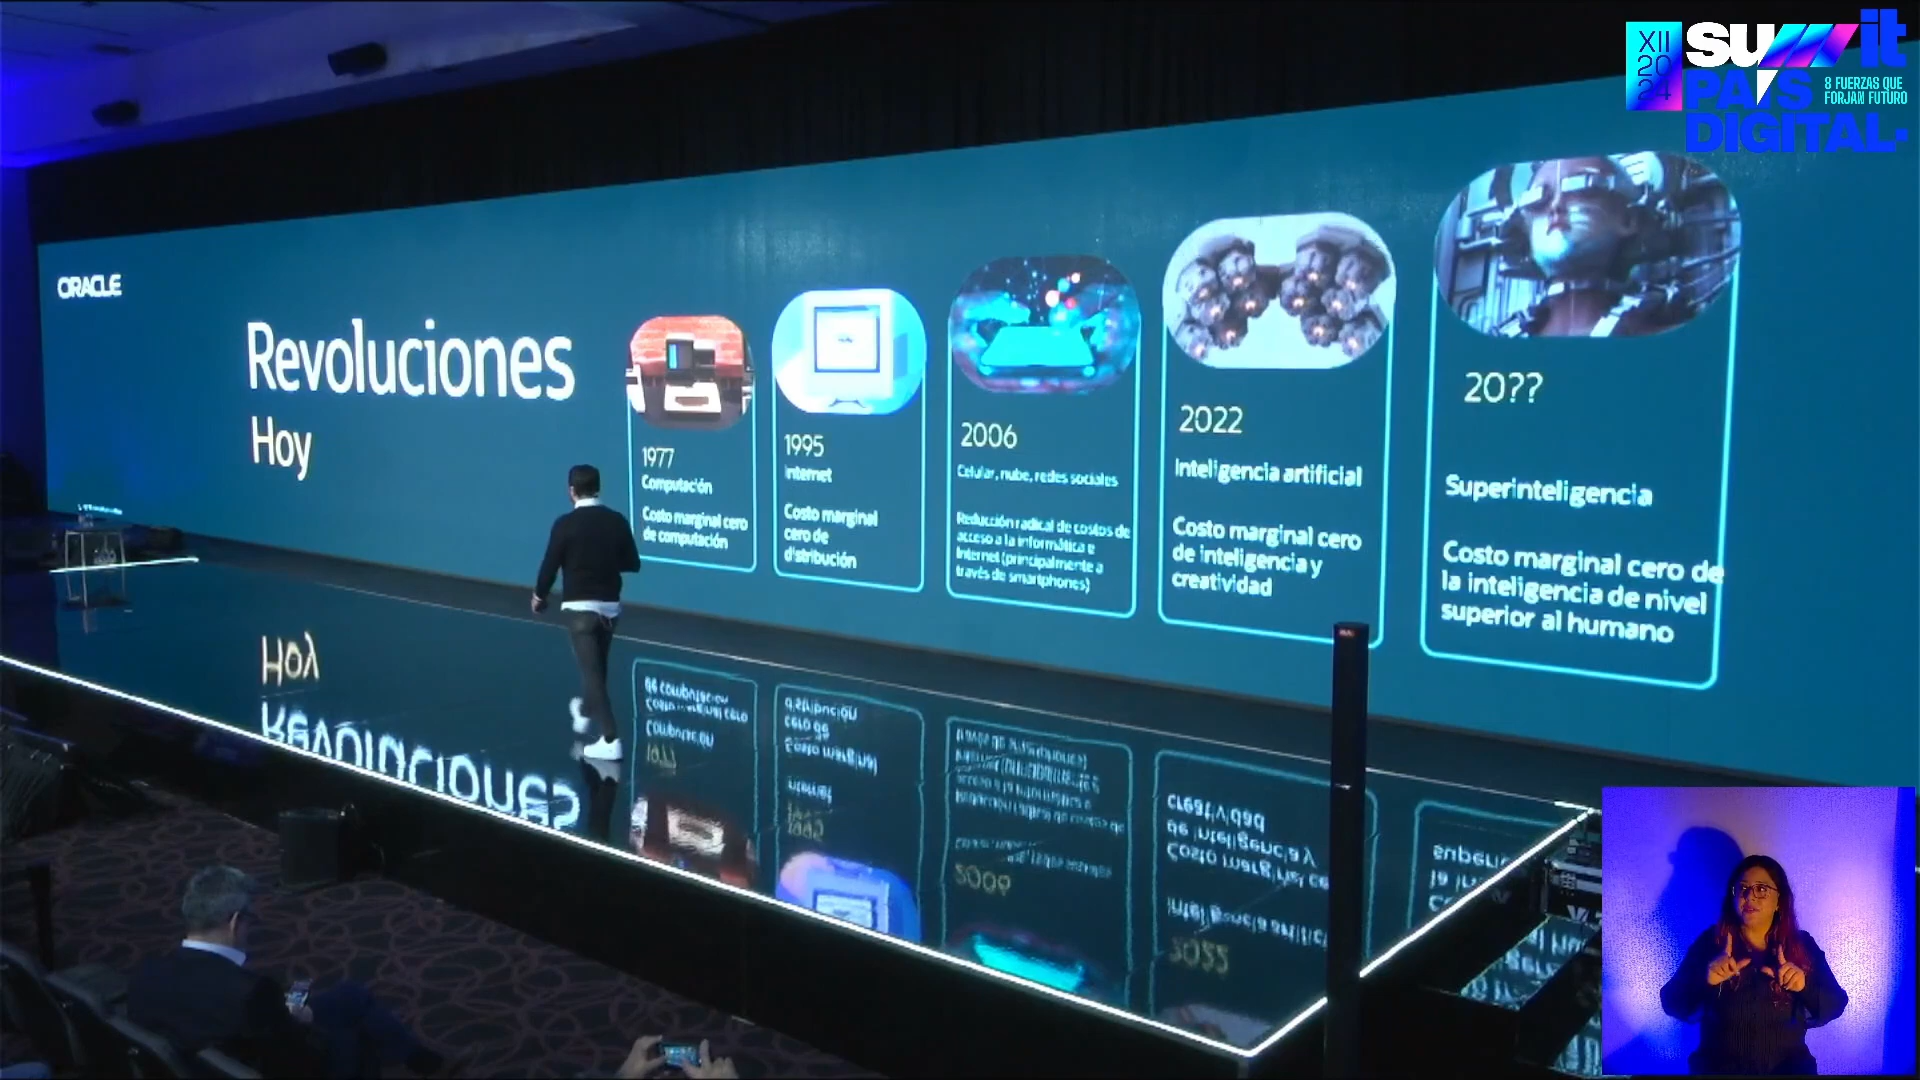 XII
20
24
Summit
PAÍS
DIGITAL
8 FUERZAS QUE
FORJAN FUTURO
ORACLE
Revoluciones
Hoy
1977
Computación
Costo marginal cero
de computación
1995
Internet
Costo marginal
cero de
distribución
2006
Celular, nube, redes sociales
Reducción radical de costos de
acceso a la informática e
Internet (principalmente a
través de smartphones)
2022
Inteligencia artificial
Costo marginal cero
de inteligencia y
creatividad
20??
Superinteligencia
Costo marginal cero de
la inteligencia de nivel
superior al humano